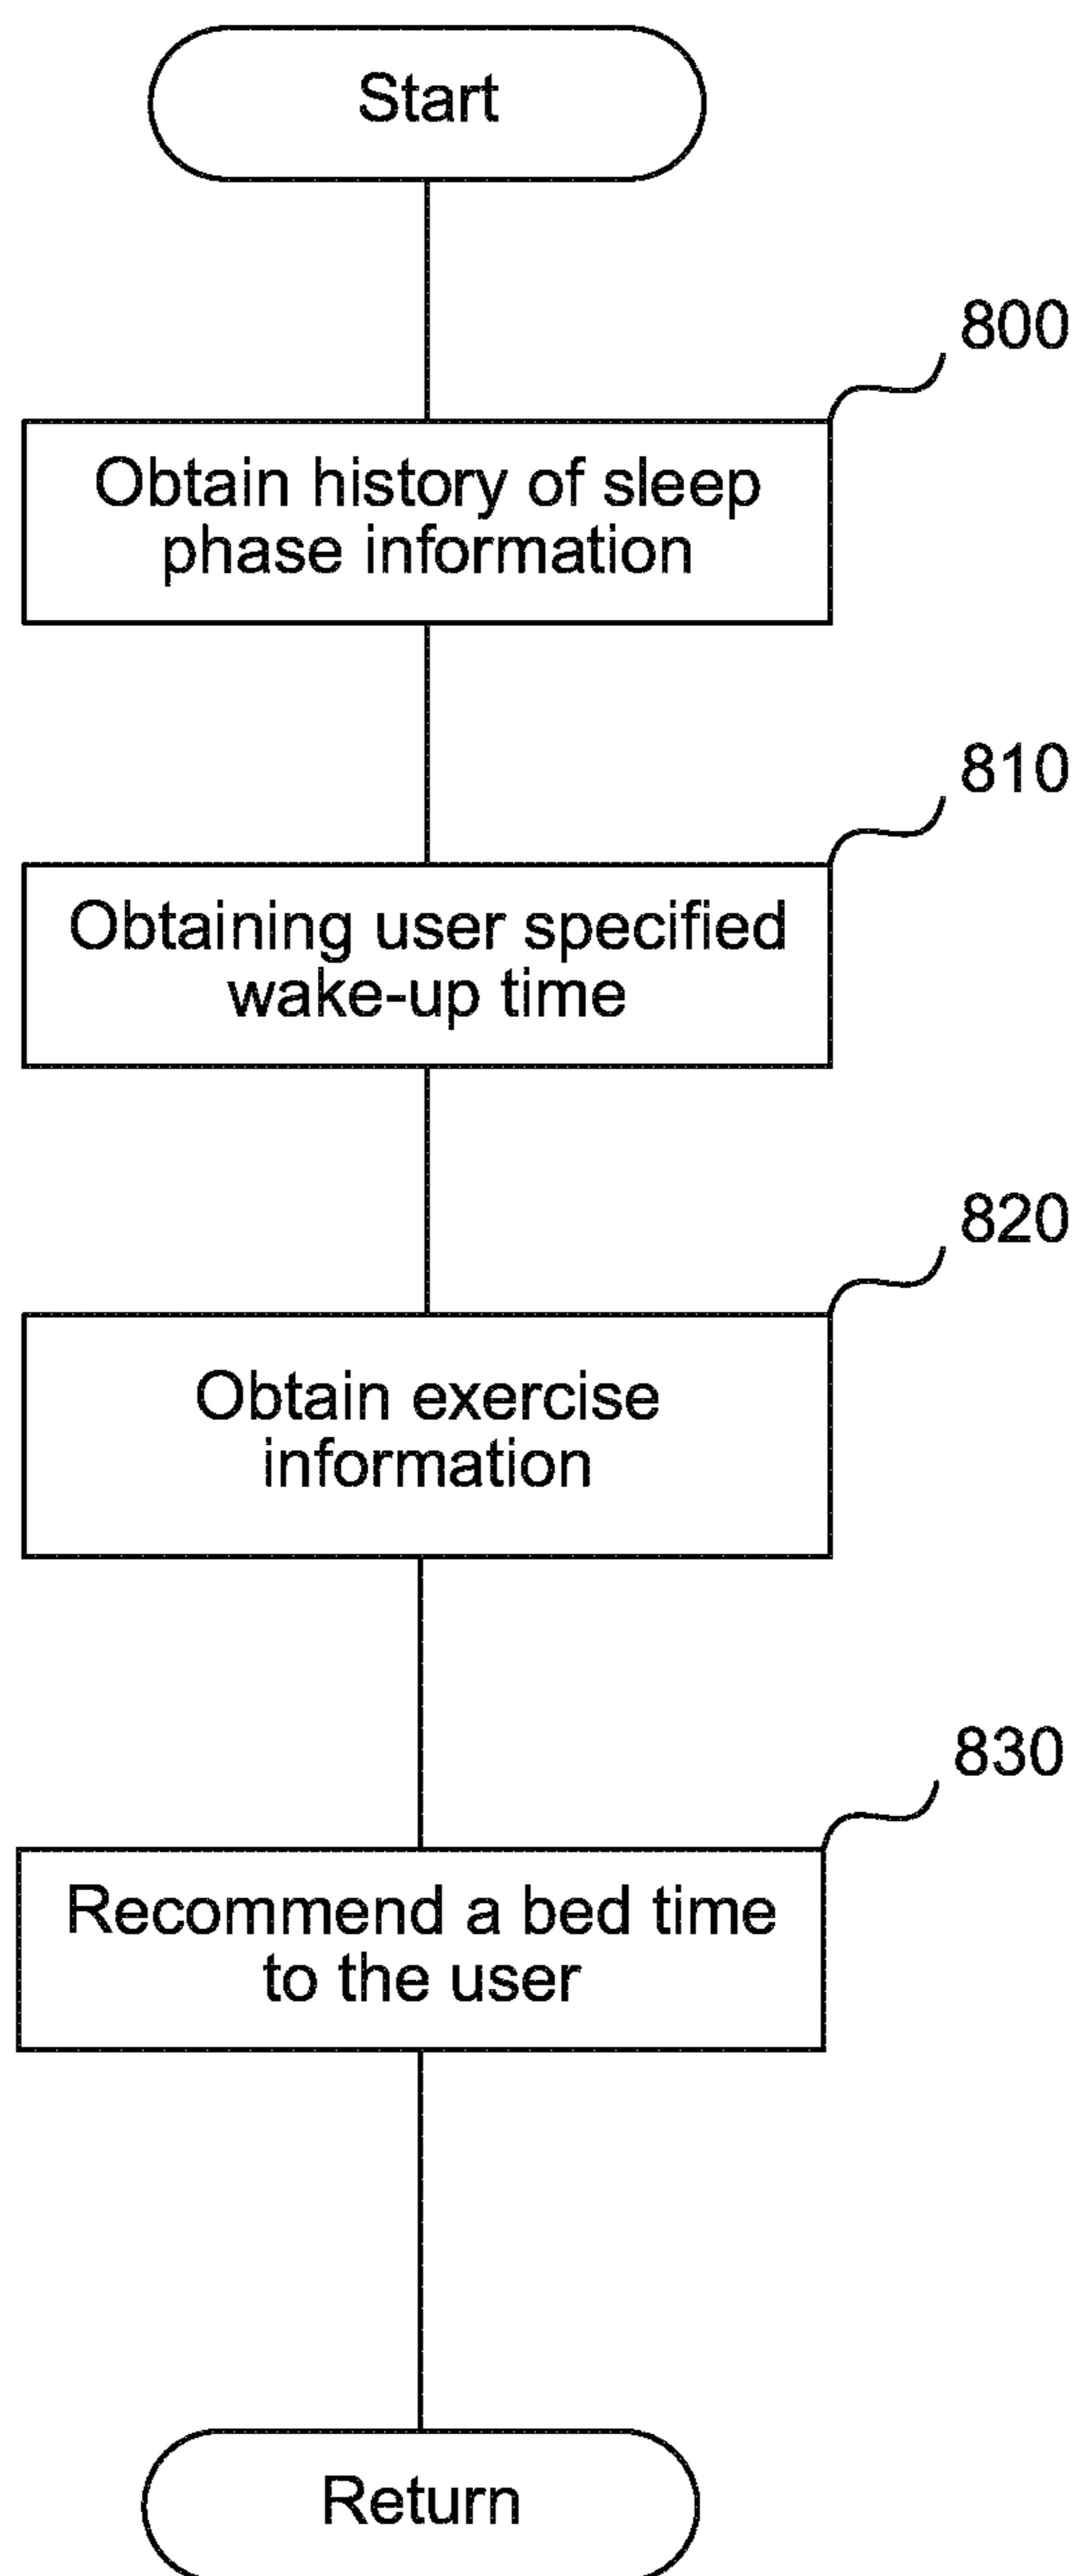 Start
800
Obtain history of sleep
phase information
810
Obtaining user specified
wake-up time
820
Obtain exercise
information
830
Recommend a bed time
to the user
Return